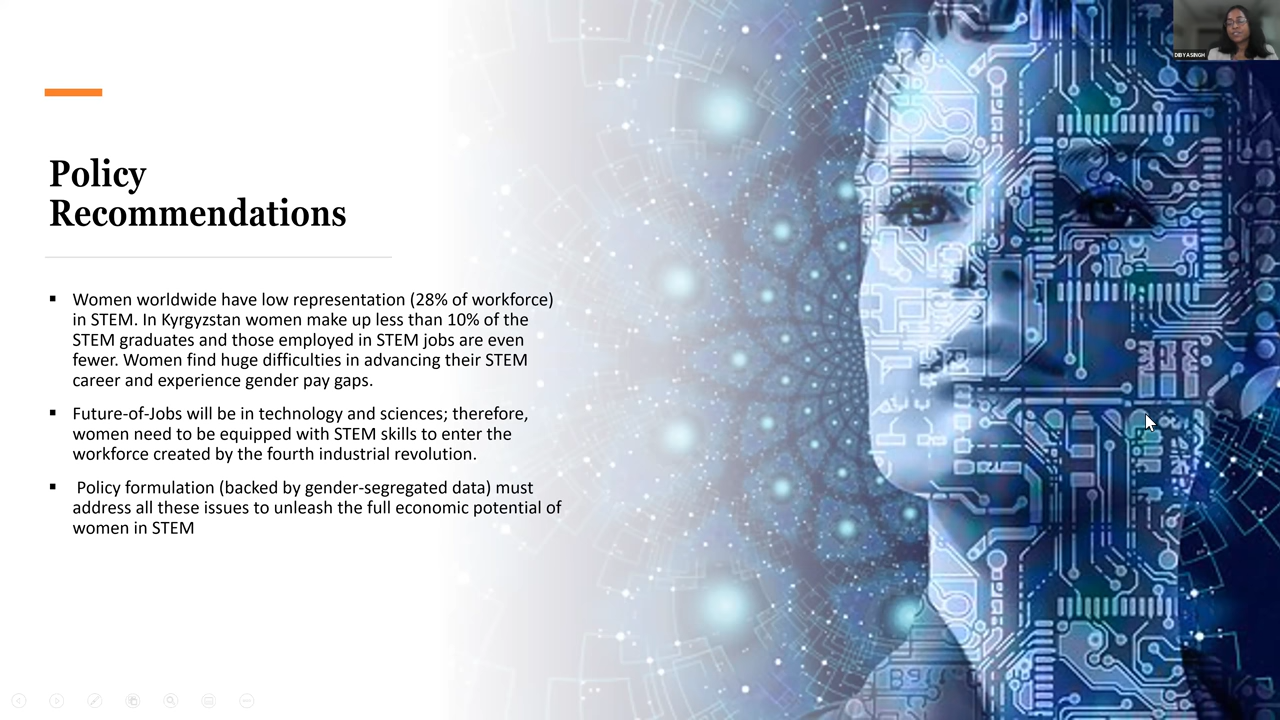 DIBYA SINGH
Policy
Recommendations
▪ Women worldwide have low representation (28% of workforce)
in STEM. In Kyrgyzstan women make up less than 10% of the
STEM graduates and those employed in STEM jobs are even
fewer. Women find huge difficulties in advancing their STEM
career and experience gender pay gaps.
▪ Future-of-Jobs will be in technology and sciences; therefore,
women need to be equipped with STEM skills to enter the
workforce created by the fourth industrial revolution.
▪ Policy formulation (backed by gender-segregated data) must
address all these issues to unleash the full economic potential of
women in STEM